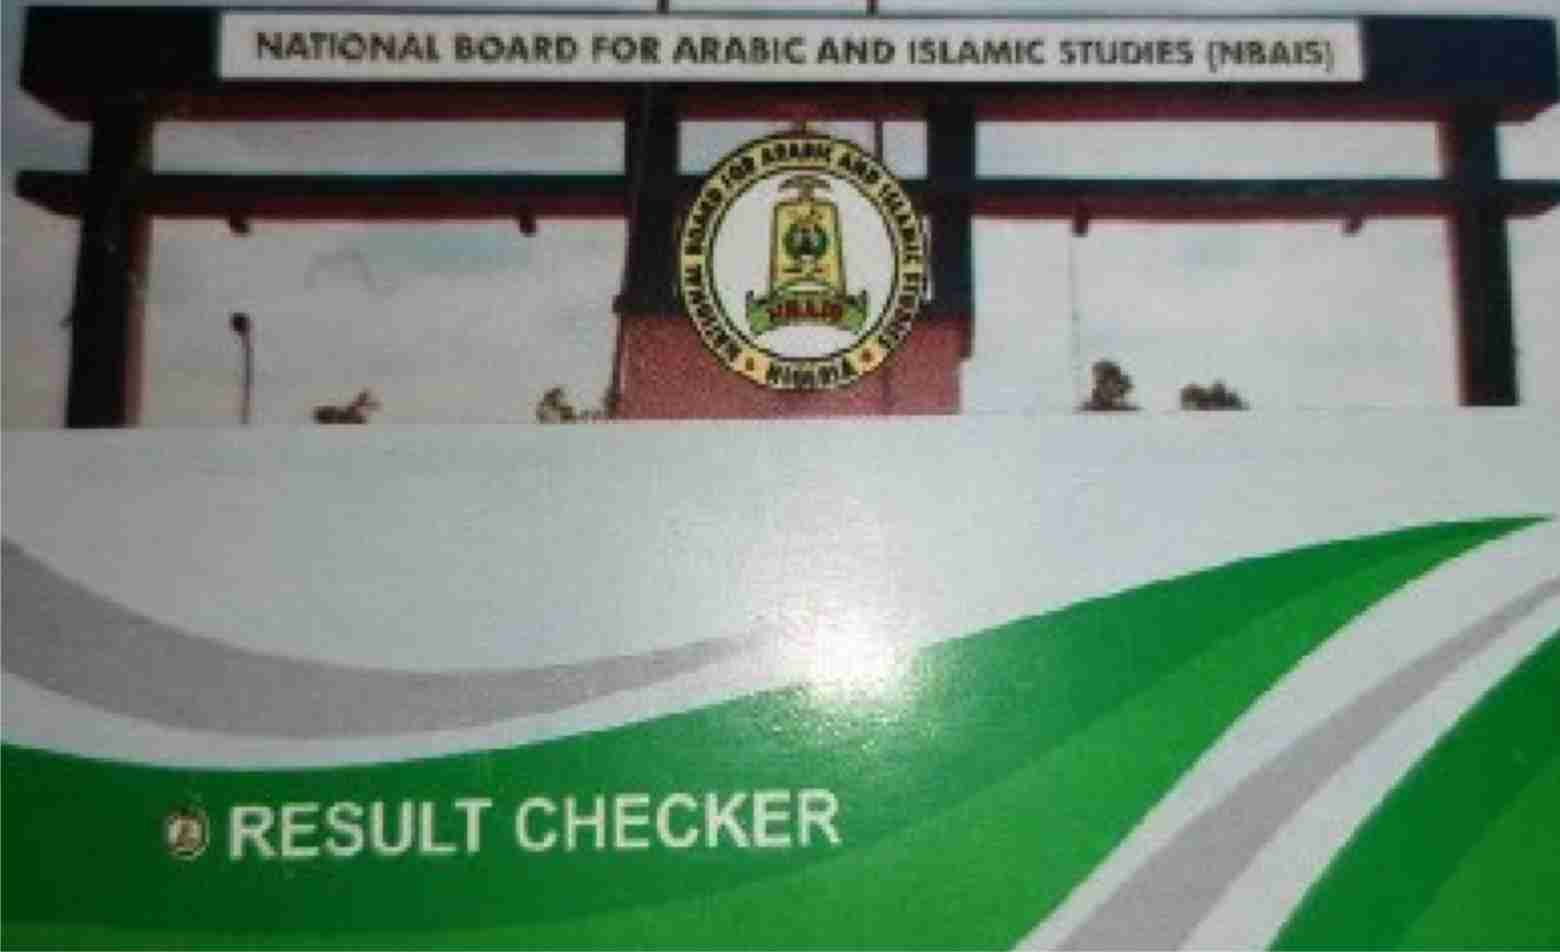 NATIONAL BOARD FOR ARABIC AND ISLAMIC STUDIES (NBAIS)
NATIONAL BOARD FOR ARABIC AND ISLAMIC STUDIES
NBAIS
NIGERIA
RESULT CHECKER